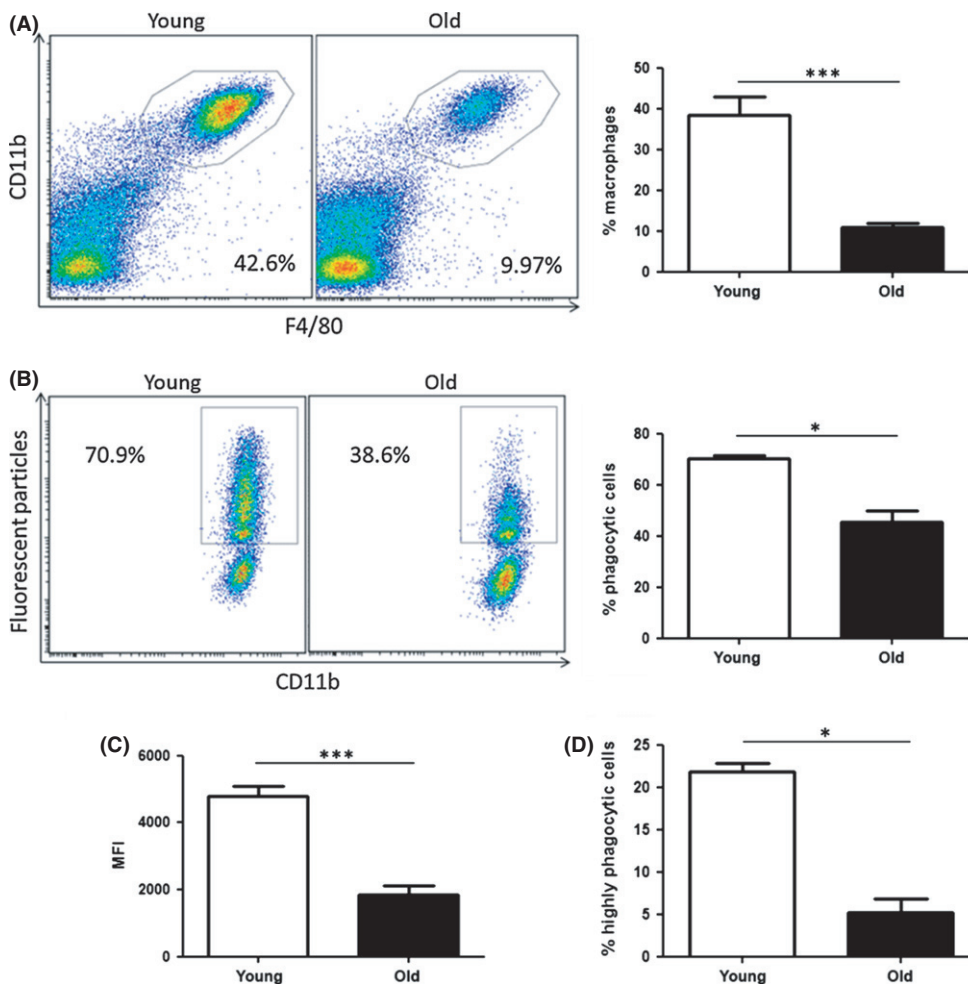 (A)
Young
Old
CD11b
42.6%
9.97%
F4/80
% macrophages
50
40
30
20
10
0
***
Young
Old
(B)
Young
Old
Fluorescent particles
70.9%
38.6%
CD11b
% phagocytic cells
80
60
40
20
0
*
Young
Old
(C)
MFI
6000
4000
2000
0
***
Young
Old
(D)
% highly phagocytic cells
25
20
15
10
5
0
*
Young
Old